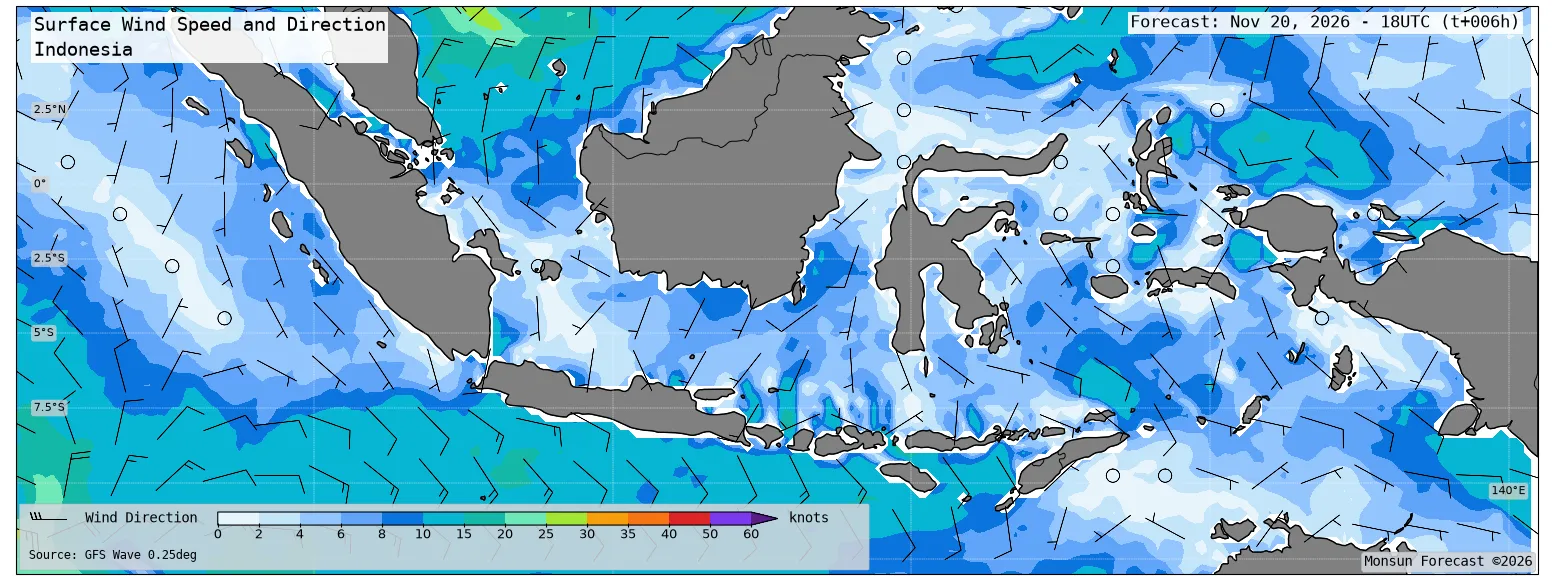 Surface Wind Speed and Direction
Indonesia
Forecast: Nov 20, 2026 - 18UTC (t+006h)
2.5°N
0°
2.5°S
5°S
7.5°S
140°E
Wind Direction
knots
0 2 4 6 8 10 15 20 25 30 35 40 50 60
Source: GFS Wave 0.25deg
Monsun Forecast ©2026